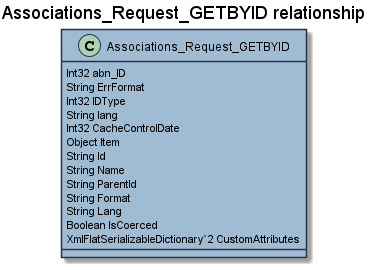 Associations_Request_GETBYID relationship
C Associations_Request_GETBYID
Int32 abn_ID
String ErrFormat
Int32 IDType
String lang
Int32 CacheControlDate
Object Item
String Id
String Name
String ParentId
String Format
String Lang
Boolean IsCoerced
XmlFlatSerializableDictionary`2 CustomAttributes